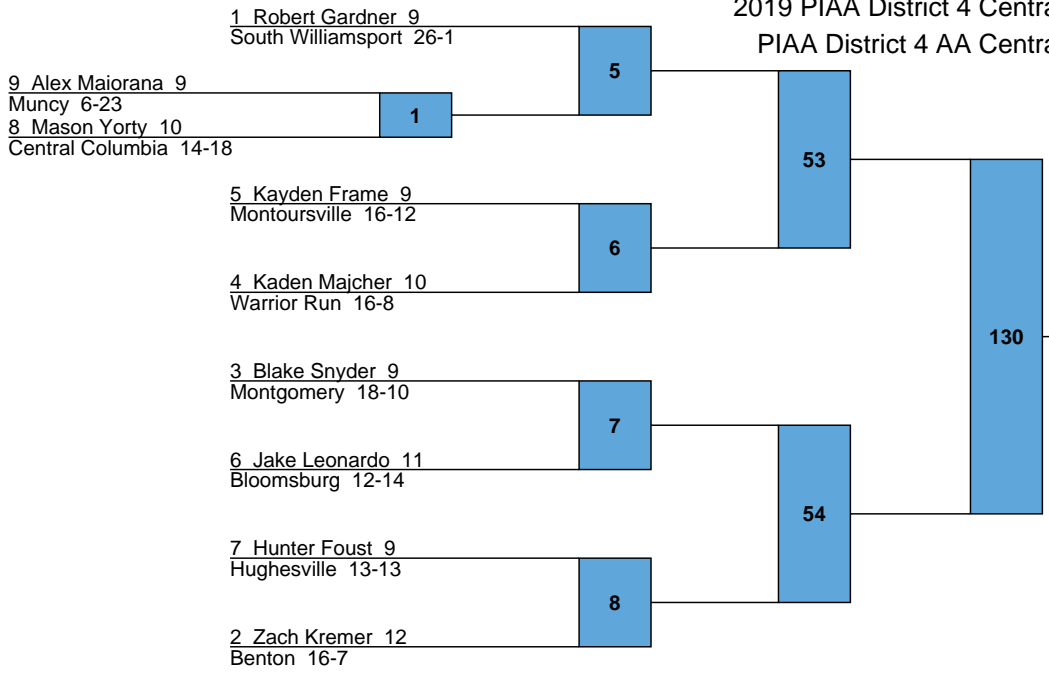 2019 PIAA District 4 Centra
PIAA District 4 AA Centra
1 Robert Gardner 9
South Williamsport 26-1
5
9 Alex Maiorana 9
Muncy 6-23
1
8 Mason Yorty 10
Central Columbia 14-18
53
5 Kayden Frame 9
Montoursville 16-12
6
4 Kaden Majcher 10
Warrior Run 16-8
130
3 Blake Snyder 9
Montgomery 18-10
7
6 Jake Leonardo 11
Bloomsburg 12-14
54
7 Hunter Foust 9
Hughesville 13-13
8
2 Zach Kremer 12
Benton 16-7